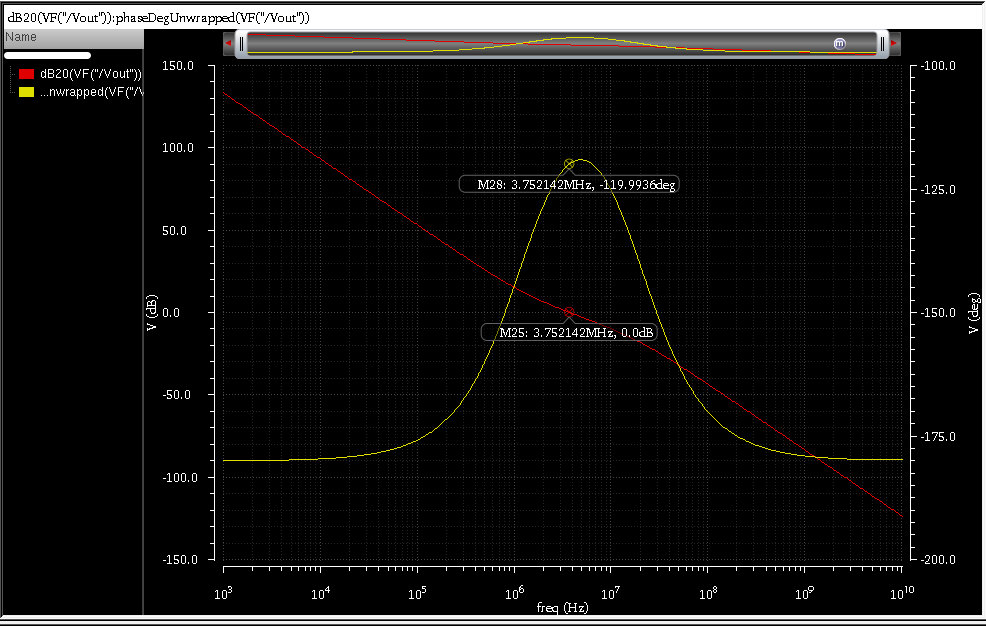 dB20(VF("/Vout")):phaseDegUnwrapped(VF("/Vout"))
Name
dB20(VF("/Vout"))
...nwrapped(VF("/V
m
150.0
100.0
50.0
0.0
-50.0
-100.0
-150.0
V (dB)
-100.0
-125.0
-150.0
-175.0
-200.0
V (deg)
M28: 3.752142MHz, -119.9936deg
M25: 3.752142MHz, 0.0dB
10³ 10⁴ 10⁵ 10⁶ 10⁷ 10⁸ 10⁹ 10¹⁰
freq (Hz)